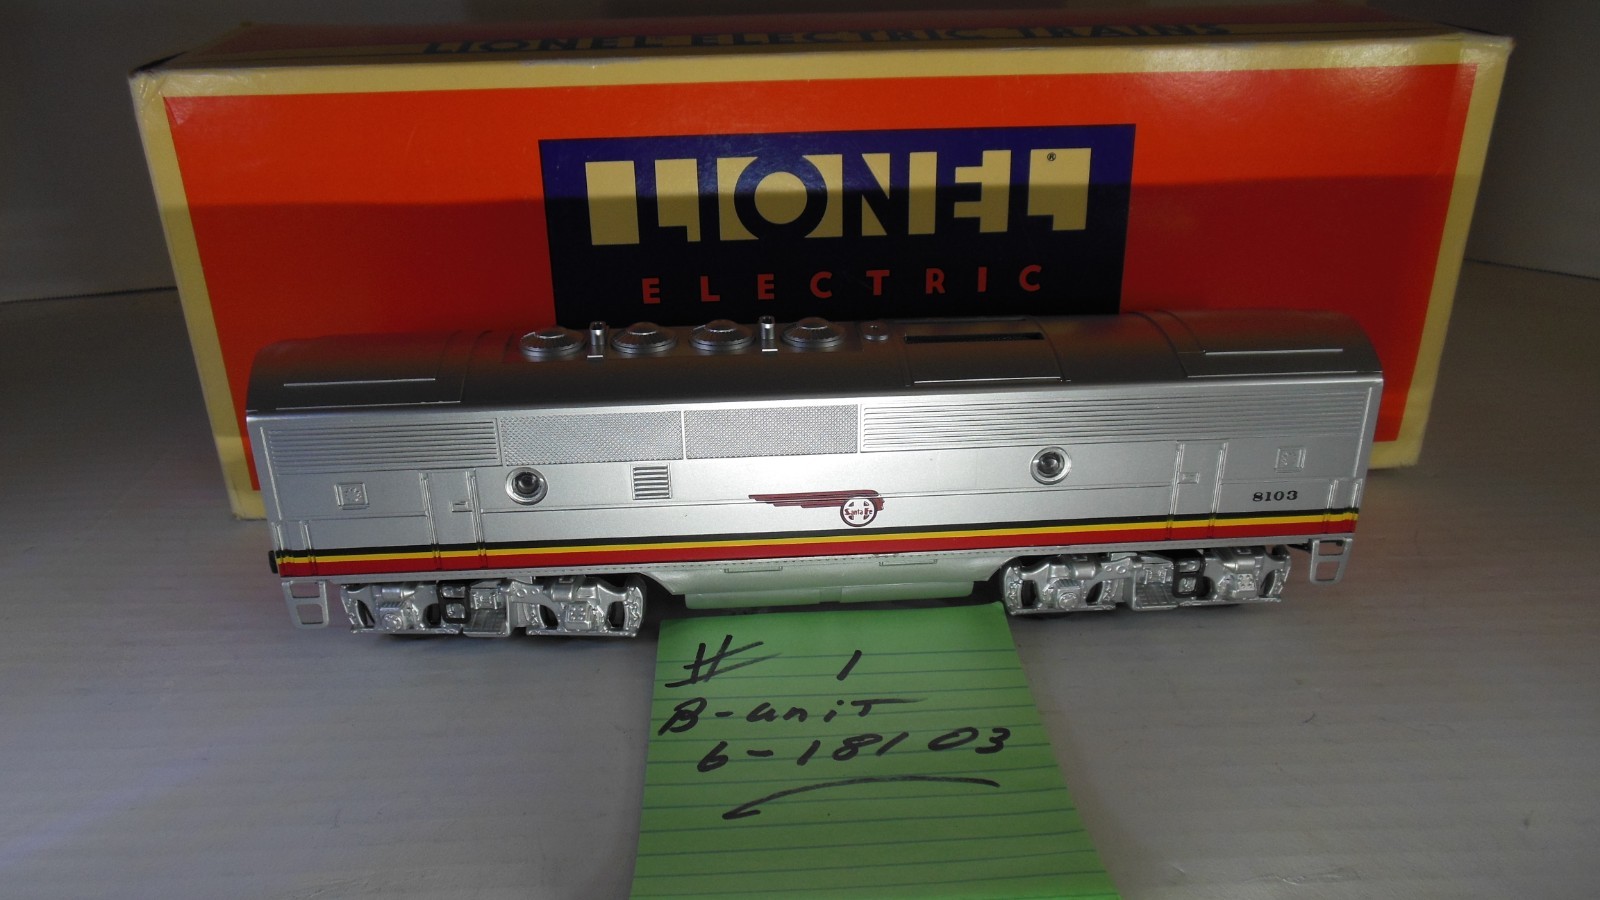 LIONEL ELECTRIC TRAINS
LIONEL®
ELECTRIC
Santa Fe
8103
# 1
B-unit
6-18103